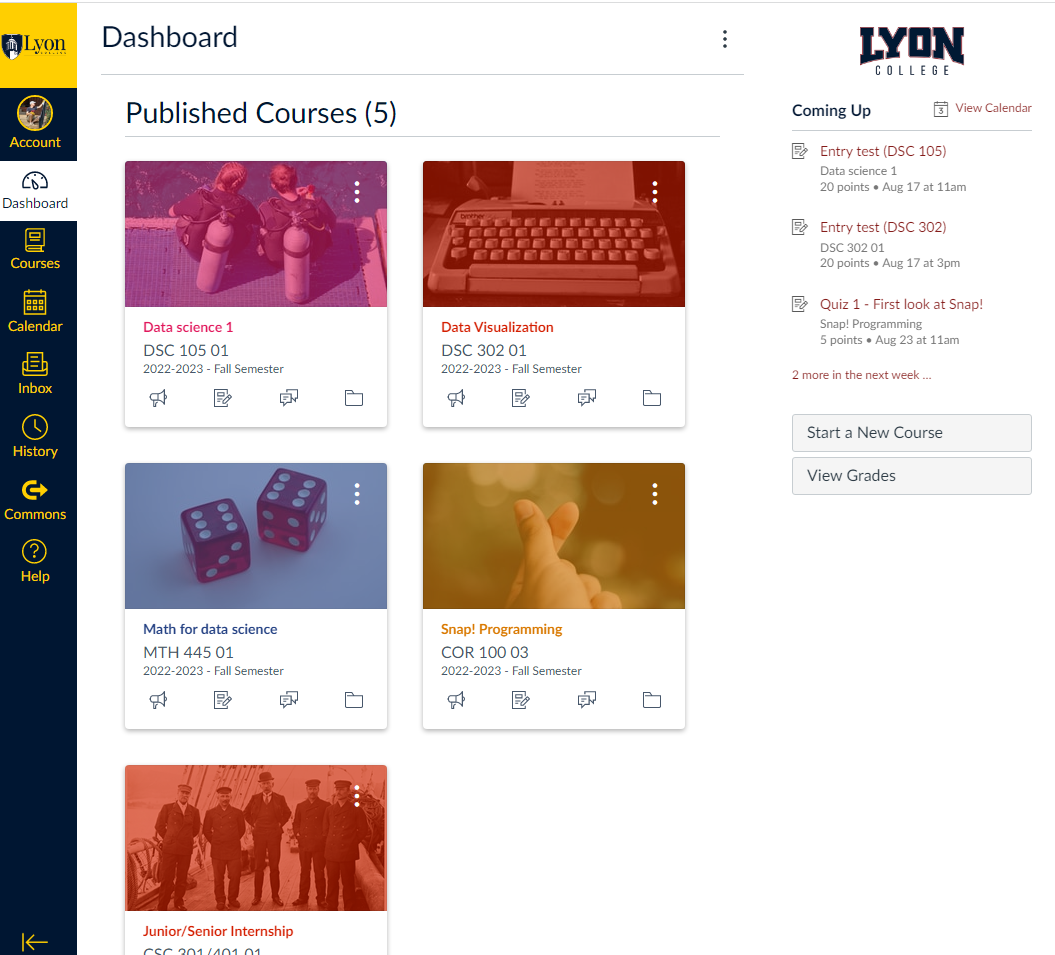 Lyon
Account
Dashboard
Courses
Calendar
Inbox
History
Commons
Help
Dashboard
Published Courses (5)
brother
Data science 1
DSC 105 01
2022-2023 - Fall Semester
Data Visualization
DSC 302 01
2022-2023 - Fall Semester
Math for data science
MTH 445 01
2022-2023 - Fall Semester
Snap! Programming
COR 100 03
2022-2023 - Fall Semester
Junior/Senior Internship
CSC 301/401 01
LYON
COLLEGE
Coming Up
3
View Calendar
Entry test (DSC 105)
Data science 1
20 points • Aug 17 at 11am
Entry test (DSC 302)
DSC 302 01
20 points • Aug 17 at 3pm
Quiz 1 - First look at Snap!
Snap! Programming
5 points • Aug 23 at 11am
2 more in the next week ...
Start a New Course
View Grades